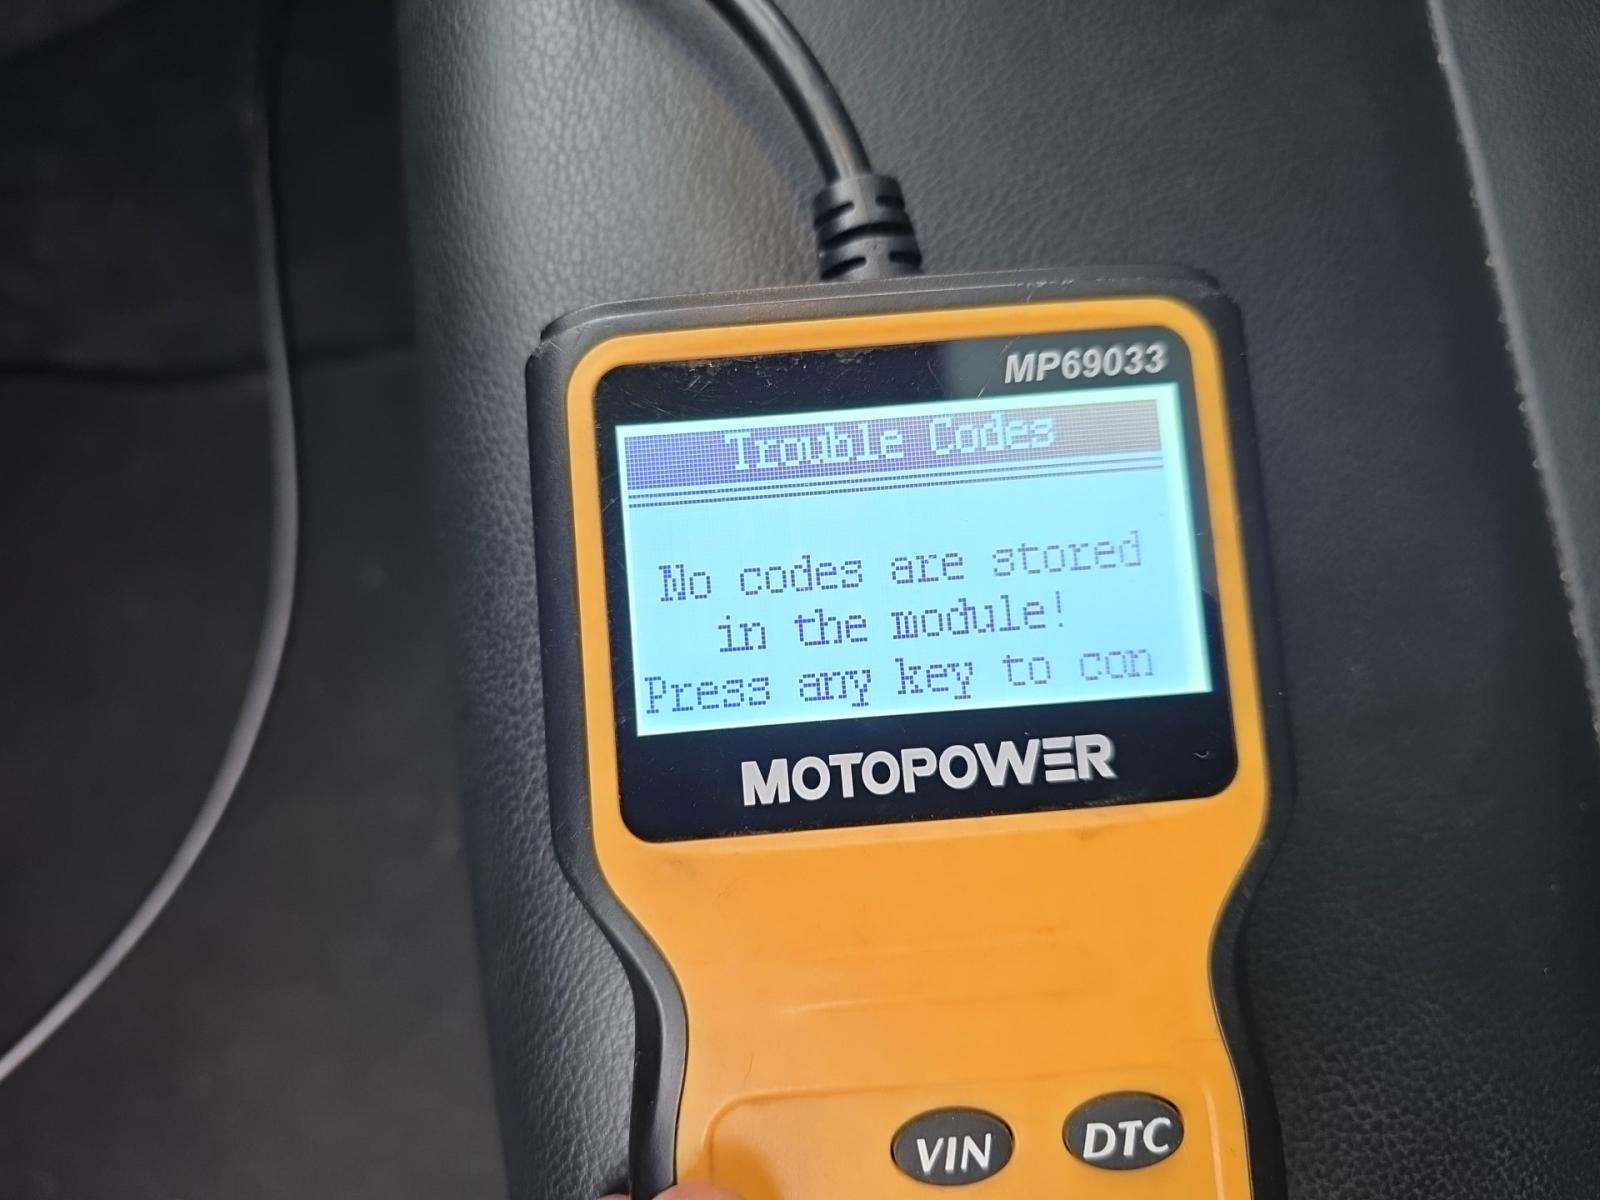 MP69033
Trouble Codes
No codes are stored
in the module!
Press any key to con
MOTOPOWER
VIN
DTC